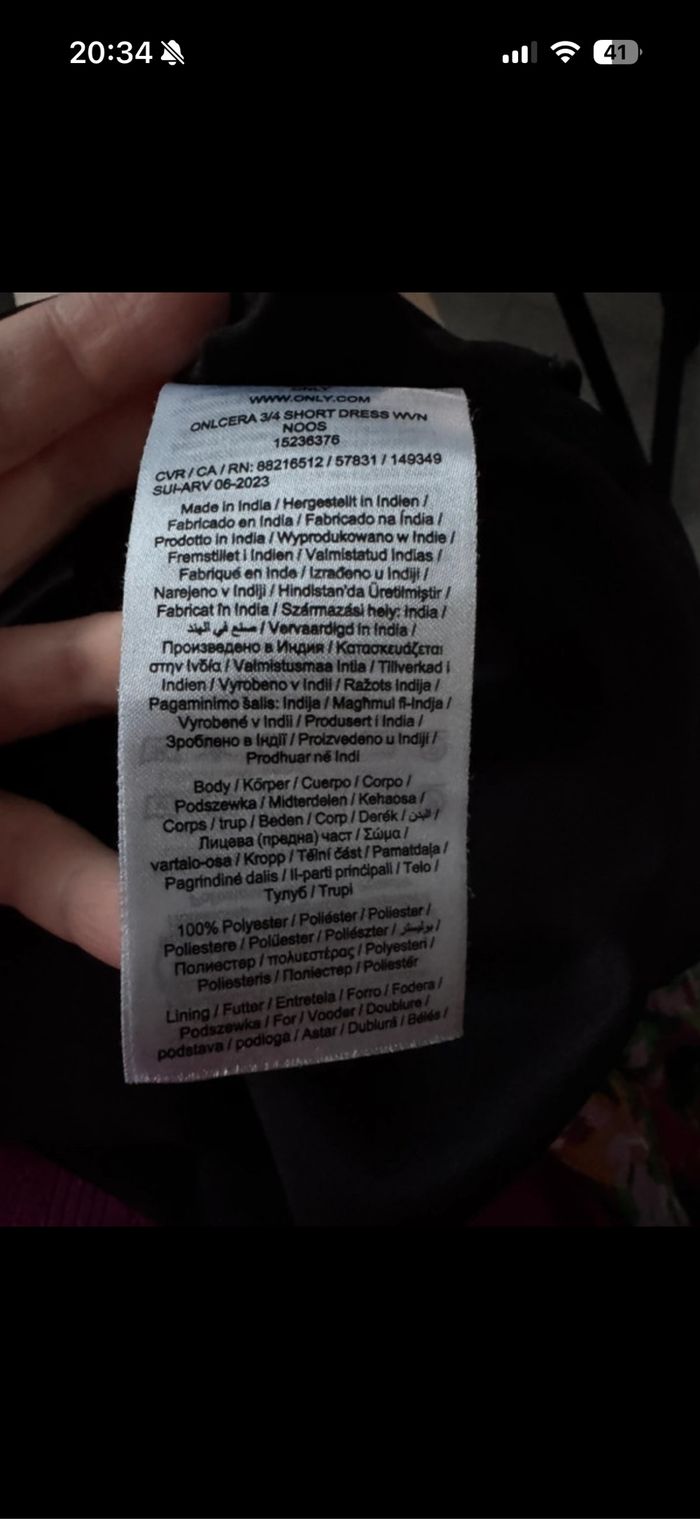 20:34
41
WWW.ONLY.COM
ONLCERA 3/4 SHORT DRESS WVN
NOOS
15236376
CVR / CA / RN: 88216512 / 57831 / 149349
SUI-ARV 06-2023
Made in India / Hergestellt in Indien /
Fabricado en India / Fabricado na Índia /
Prodotto in India / Wyprodukowano w Indie /
Fremstillet i Indien / Valmistatud Indias /
Fabriqué en Inde / Izrađeno u Indiji /
Narejeno v Indiji / Hindistan'da Üretilmiştir /
Fabricat în India / Származási hely: India /
صنع في الهند / Vervaardigd in India /
Произведено в Индия / Κατασκευάζεται
στην Ινδία / Valmistusmaa Intia / Tillverkad i
Indien / Vyrobeno v Indii / Ražots Indija /
Pagaminimo šalis: Indija / Magħmul fl-Indja /
Vyrobené v Indii / Produsert i India /
Зроблено в Індії / Proizvedeno u Indiji /
Prodhuar në Indi
Body / Körper / Cuerpo / Corpo /
Podszewka / Midterdelen / Kehaosa /
Corps / trup / Beden / Corp / Derék / البدن /
Лицева (предна) част / Σώμα /
vartalo-osa / Kropp / Tělní část / Pamatdaļa /
Pagrindinė dalis / Il-parti prinċipali / Telo /
Тулуб / Trupi
100% Polyester / Poliéster / Poliester /
Poliestere / Polüester / Poliészter / بوليستر /
Полиестер / πολυεστέρας / Polyesteri /
Poliesteris / Поліестер / Poliestër
Lining / Futter / Entretela / Forro / Fodera /
Podszewka / For / Vooder / Doublure /
podstava / podloga / Astar / Dublură / Bélés /